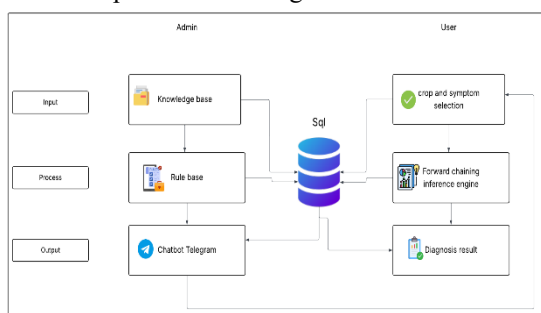 Admin
User
Input
Knowledge base
crop and symptom
selection
Sql
Process
Rule base
Forward chaining
inference engine
Output
Chatbot Telegram
Diagnosis result